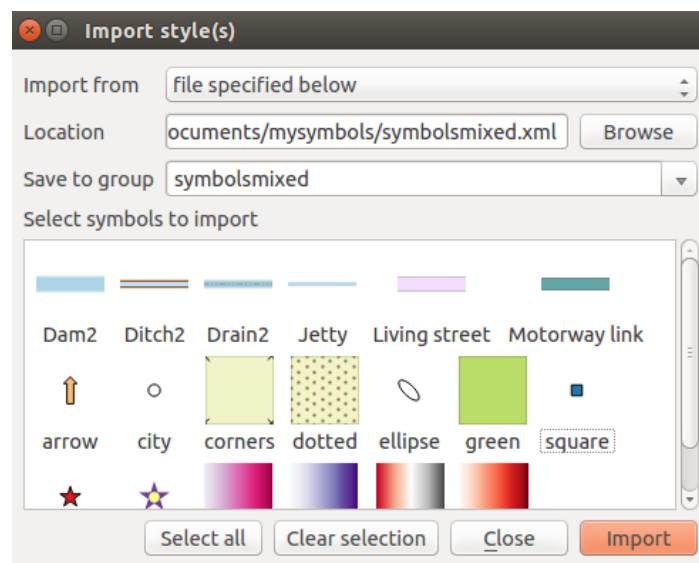 Import style(s)
Import from file specified below
Location ocuments/mysymbols/symbolsmixed.xml Browse
Save to group symbolsmixed
Select symbols to import
Dam2 Ditch2 Drain2 Jetty Living street Motorway link
arrow city corners dotted ellipse green square
Select all Clear selection Close Import